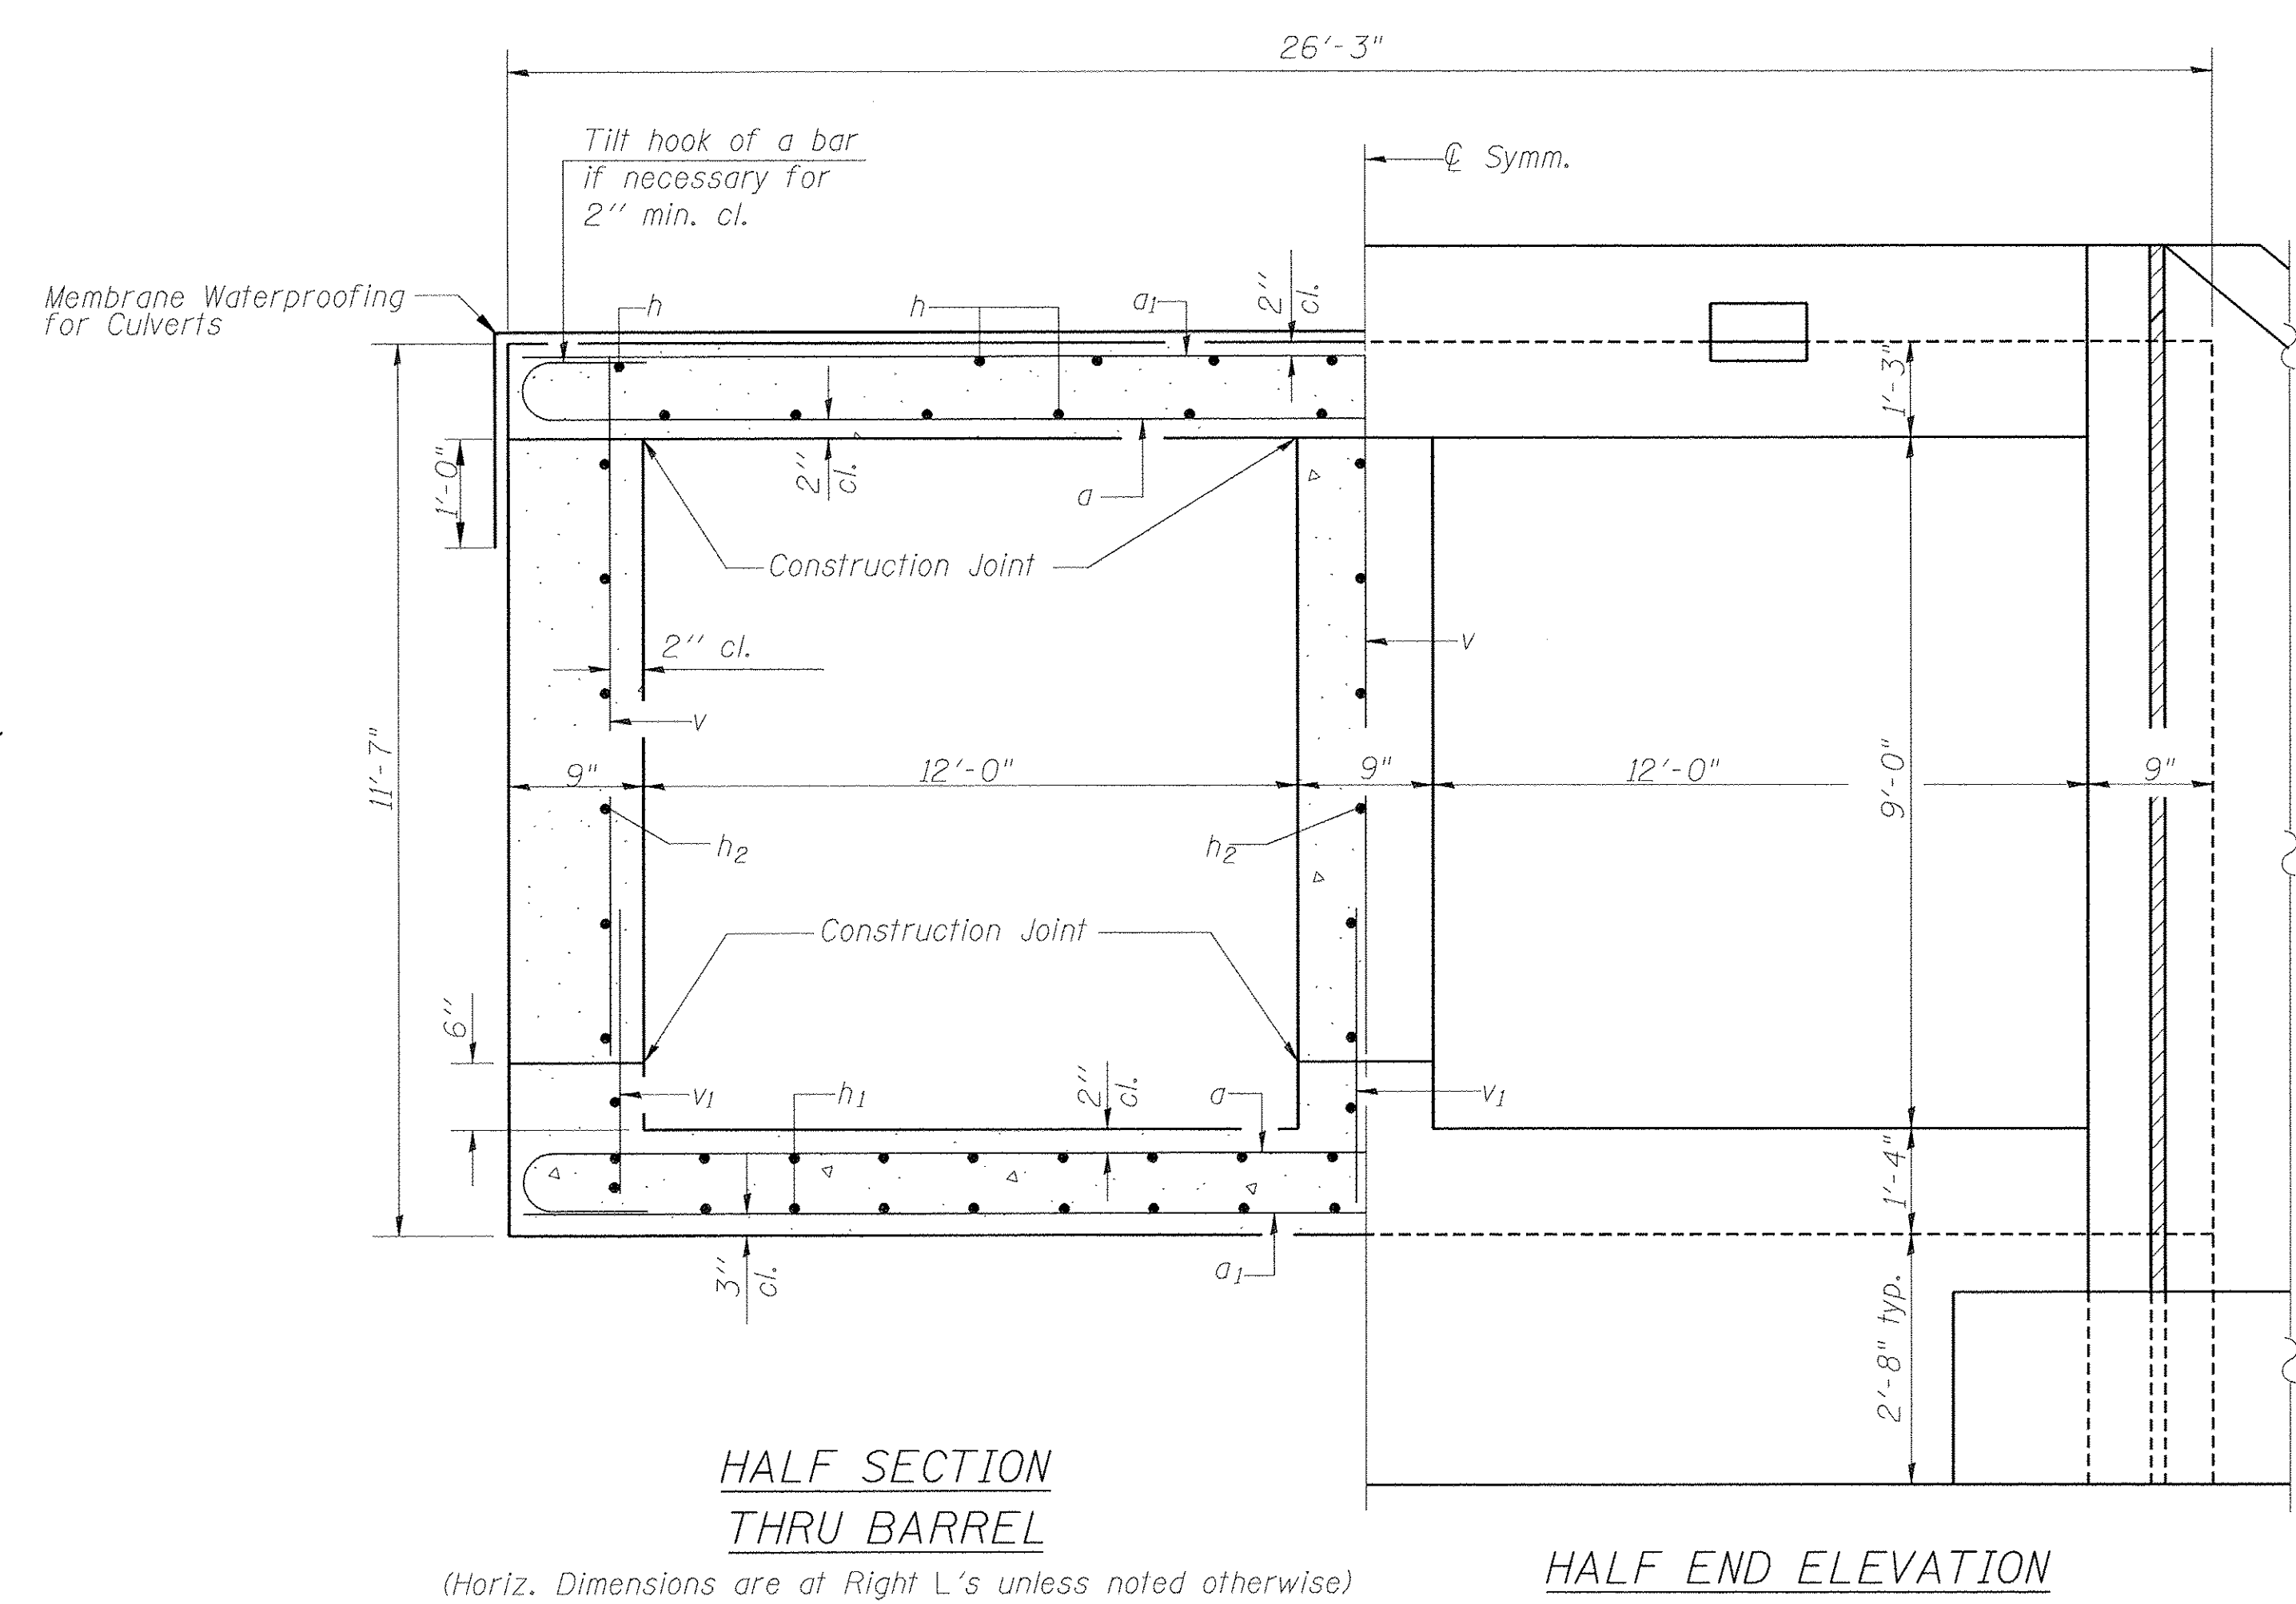 26'-3"
Tilt hook of a bar
if necessary for
2" min. cl.
℄ Symm.
Membrane Waterproofing
for Culverts
h
h
a1
2" cl.
1'-3"
1'-0"
2" cl.
a
Construction Joint
2" cl.
v
v
11'-7"
9"
12'-0"
9"
12'-0"
9'-0"
9"
h2
h2
Construction Joint
6"
v1
h1
2" cl.
a
v1
1'-4"
3" cl.
a1
2'-8" typ.
HALF SECTION
THRU BARREL
(Horiz. Dimensions are at Right L's unless noted otherwise)
HALF END ELEVATION